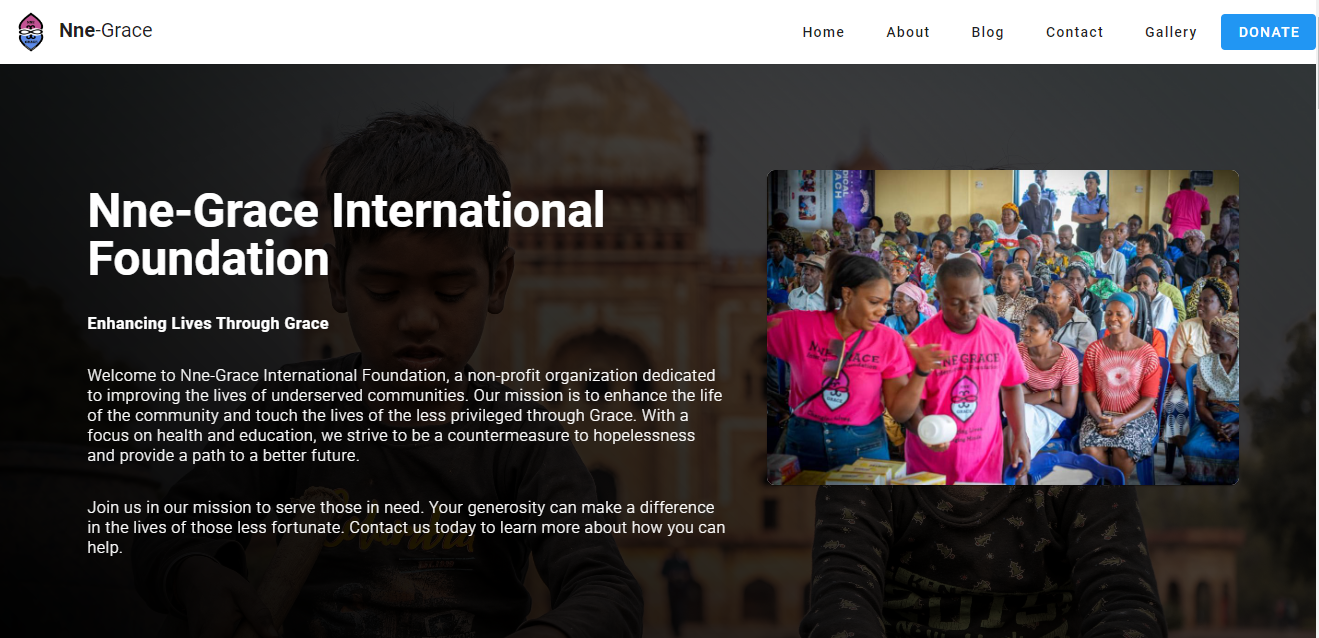 Nne-Grace
Home
About
Blog
Contact
Gallery
DONATE
Nne-Grace International
Foundation
Enhancing Lives Through Grace
Welcome to Nne-Grace International Foundation, a non-profit organization dedicated
to improving the lives of underserved communities. Our mission is to enhance the life
of the community and touch the lives of the less privileged through Grace. With a
focus on health and education, we strive to be a countermeasure to hopelessness
and provide a path to a better future.
Join us in our mission to serve those in need. Your generosity can make a difference
in the lives of those less fortunate. Contact us today to learn more about how you can
help.
GRACE